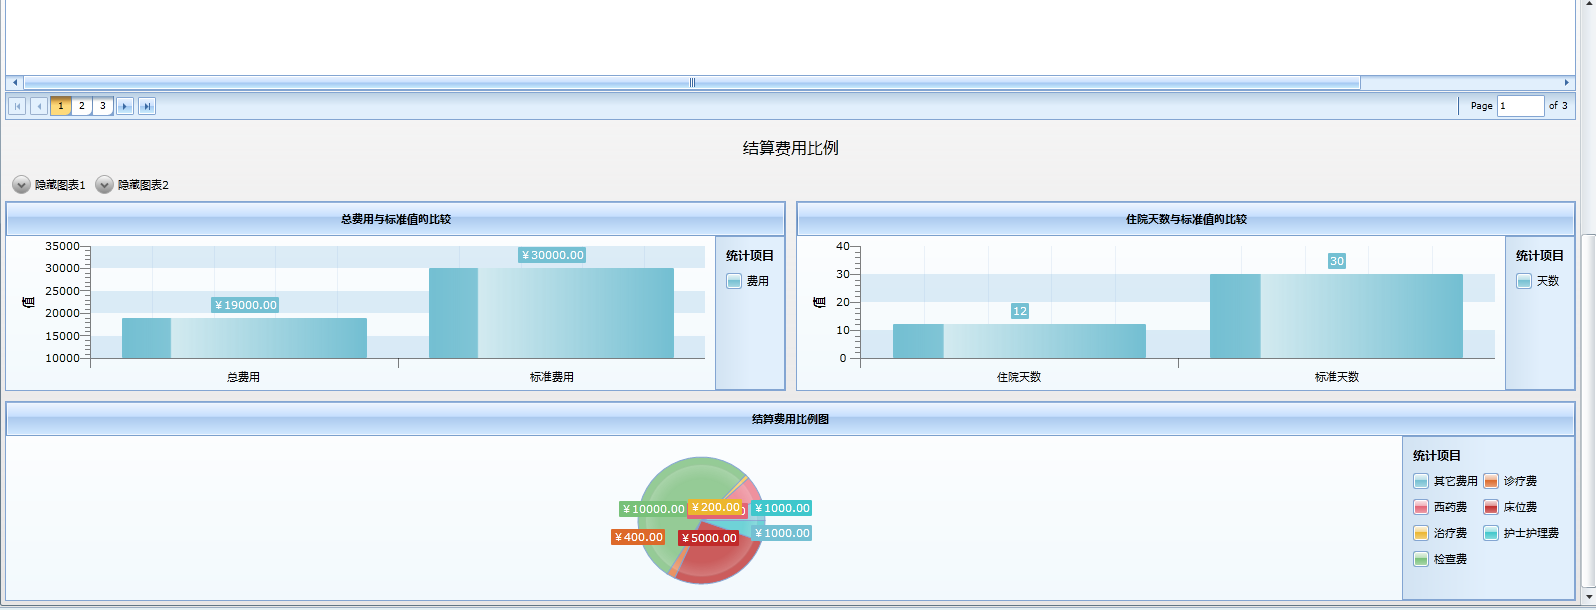 1 2 3 Page 1 of 3
结算费用比例
隐藏图表1 隐藏图表2
总费用与标准值的比较
值
35000
30000
25000
20000
15000
10000
¥19000.00
¥30000.00
总费用 标准费用
统计项目
费用
住院天数与标准值的比较
值
40
30
20
10
0
12
30
住院天数 标准天数
统计项目
天数
结算费用比例图
¥10000.00 ¥200.00 ¥1000.00
¥400.00 ¥5000.00 ¥1000.00
统计项目
其它费用 诊疗费
西药费 床位费
治疗费 护士护理费
检查费